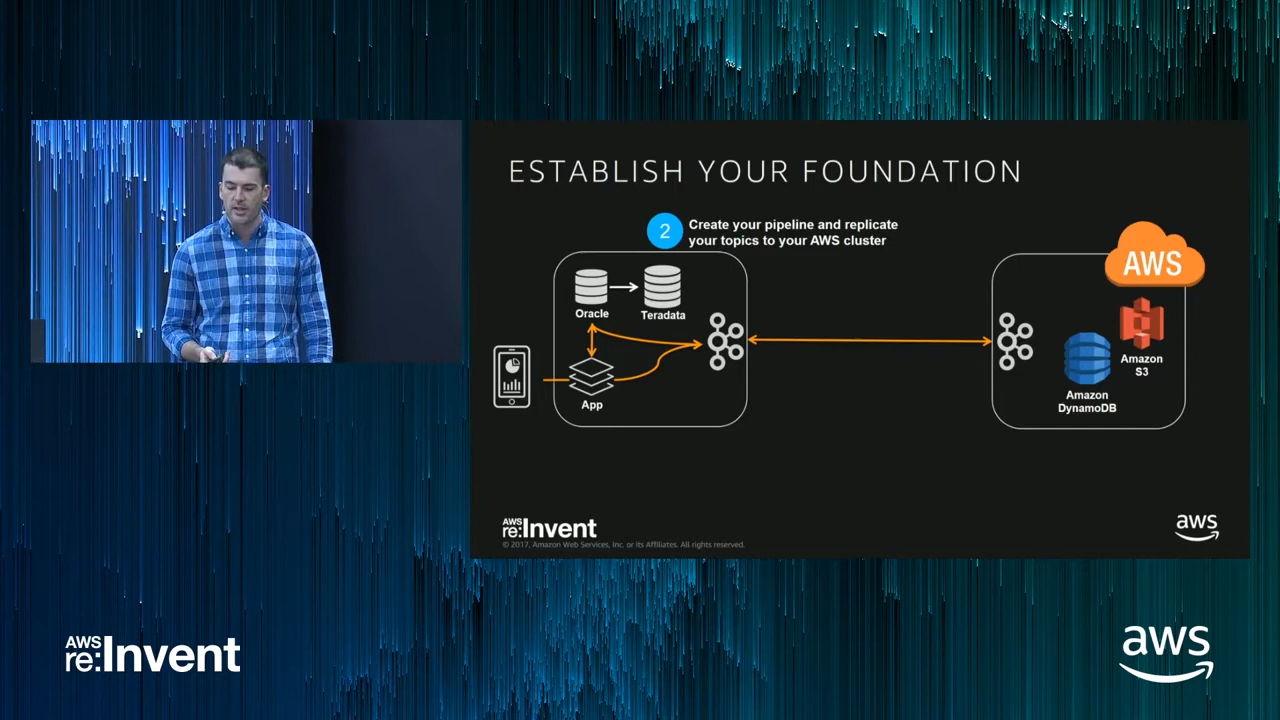 ESTABLISH YOUR FOUNDATION
2
Create your pipeline and replicate
your topics to your AWS cluster
AWS
Oracle
Teradata
App
Amazon
S3
Amazon
DynamoDB
AWS
re:Invent
© 2017, Amazon Web Services, Inc. or its Affiliates. All rights reserved.
aws
AWS
re:Invent
aws